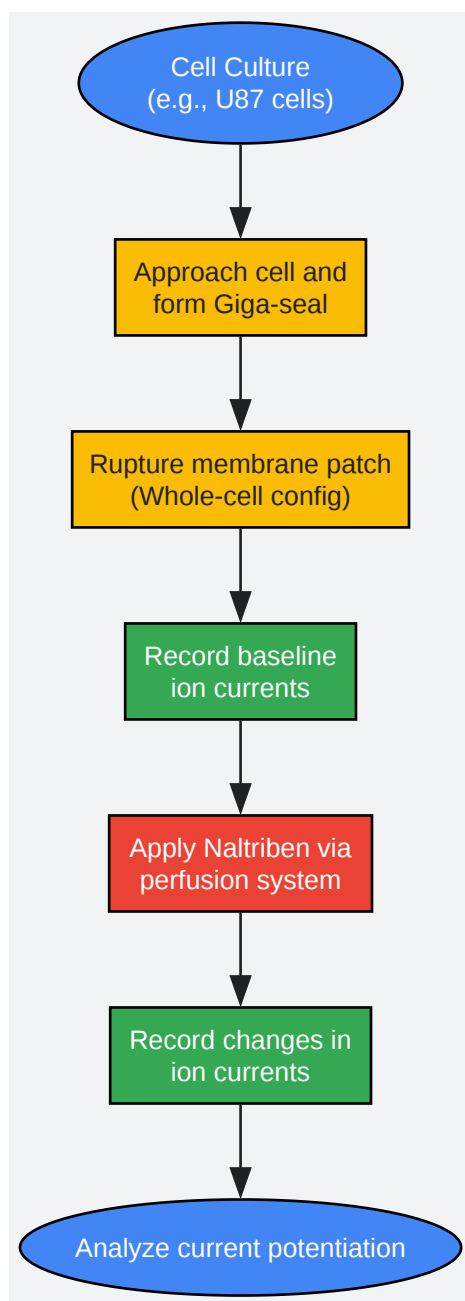 Cell Culture
(e.g., U87 cells)
Approach cell and
form Giga-seal
Rupture membrane patch
(Whole-cell config)
Record baseline
ion currents
Apply Naltriben via
perfusion system
Record changes in
ion currents
Analyze current potentiation